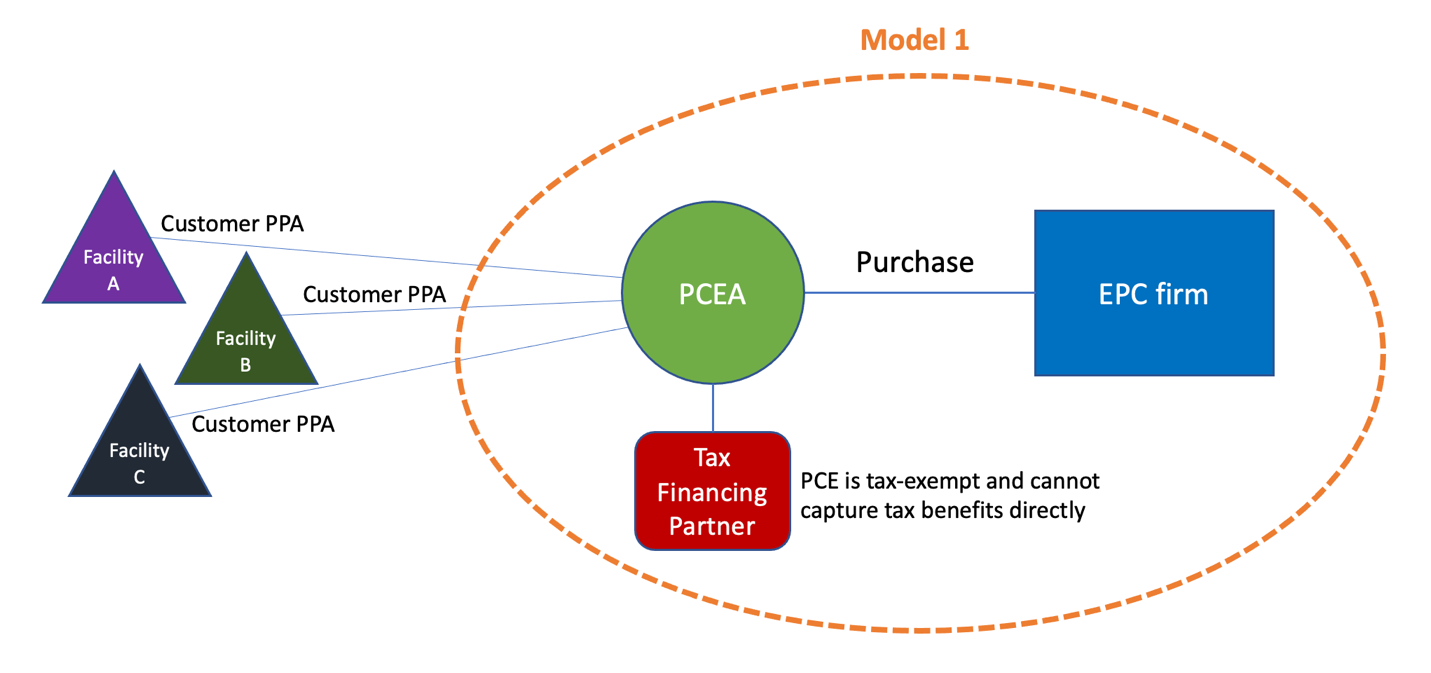 Model 1
Customer PPA
Facility
A
Customer PPA
Facility
B
Customer PPA
Facility
C
PCEA
Purchase
EPC firm
Tax
Financing
Partner
PCE is tax-exempt and cannot
capture tax benefits directly